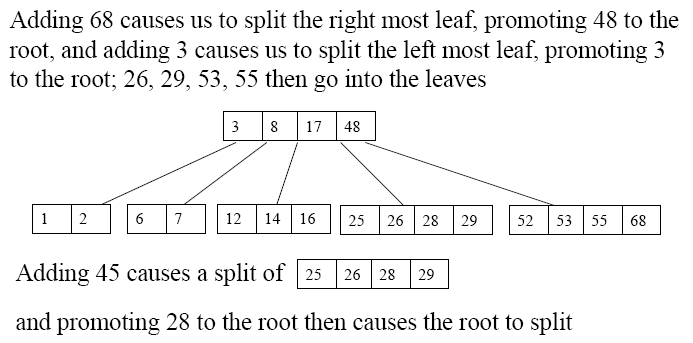 Adding 68 causes us to split the right most leaf, promoting 48 to the
root, and adding 3 causes us to split the left most leaf, promoting 3
to the root; 26, 29, 53, 55 then go into the leaves
3 8 17 48
1 2 6 7 12 14 16 25 26 28 29 52 53 55 68
Adding 45 causes a split of 25 26 28 29
and promoting 28 to the root then causes the root to split